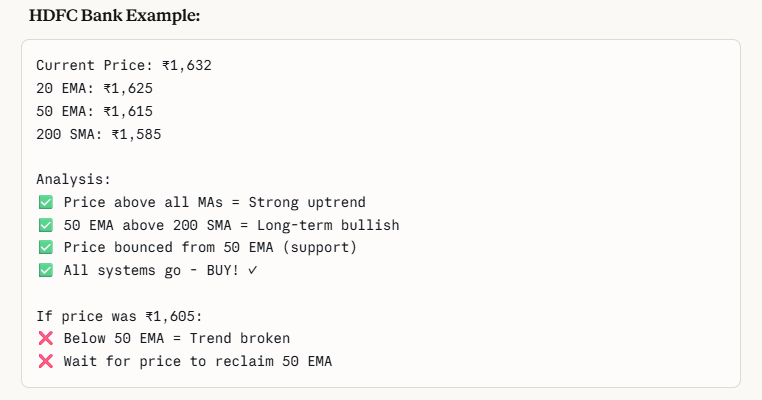 HDFC Bank Example:
Current Price: ₹1,632
20 EMA: ₹1,625
50 EMA: ₹1,615
200 SMA: ₹1,585
Analysis:
✅ Price above all MAs = Strong uptrend
✅ 50 EMA above 200 SMA = Long-term bullish
✅ Price bounced from 50 EMA (support)
✅ All systems go - BUY! ✓
If price was ₹1,605:
❌ Below 50 EMA = Trend broken
❌ Wait for price to reclaim 50 EMA